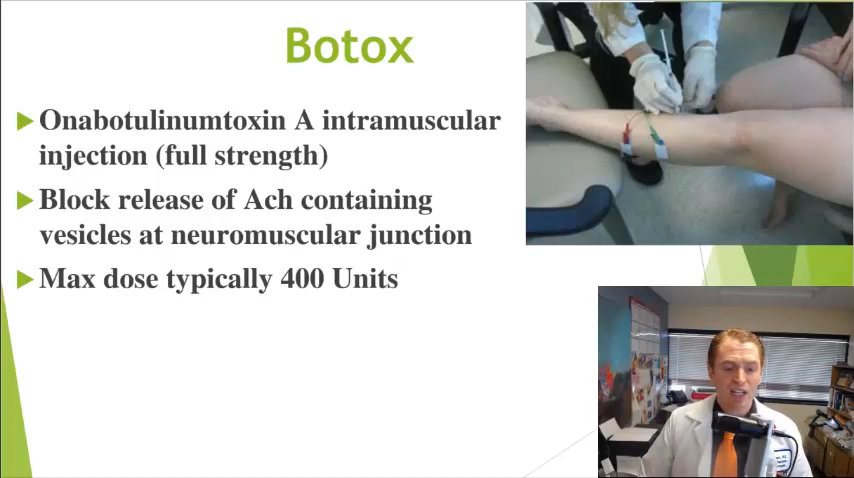 Botox
Onabotulinumtoxin A intramuscular
injection (full strength)
Block release of Ach containing
vesicles at neuromuscular junction
Max dose typically 400 Units